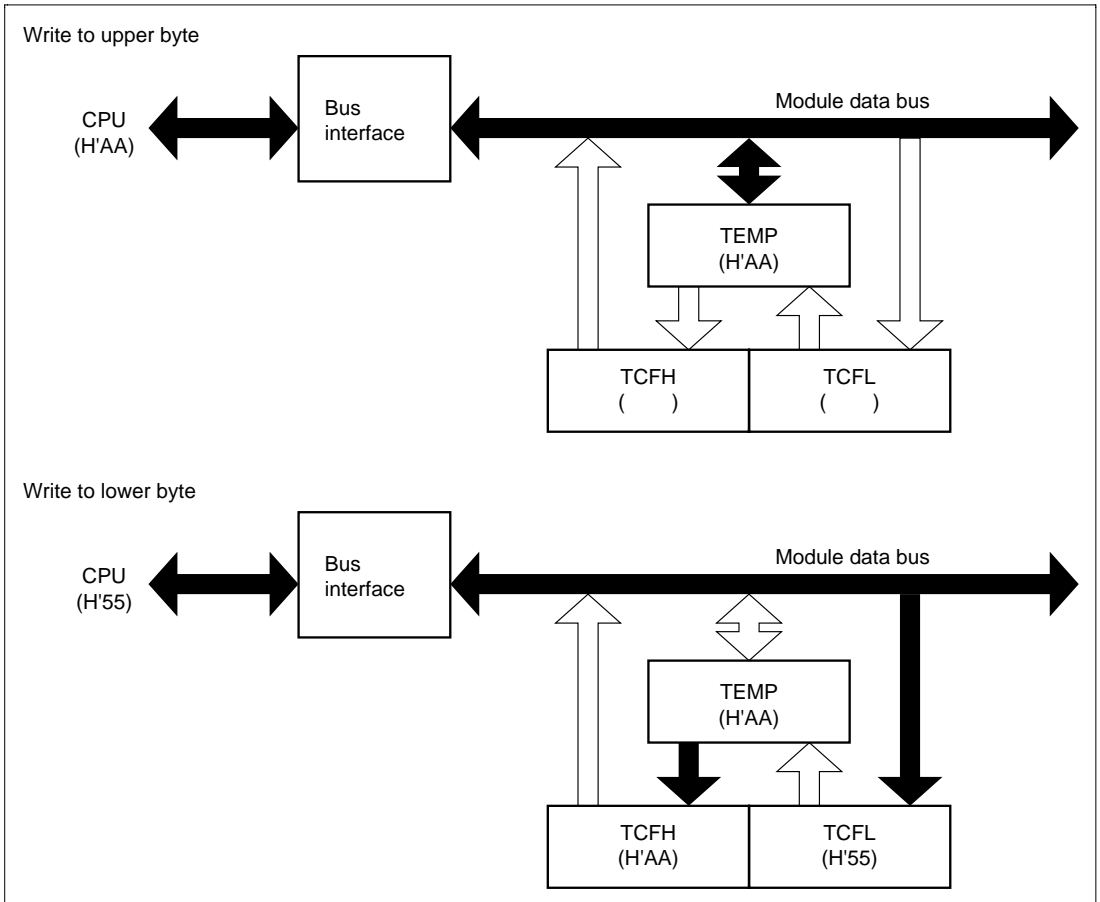 Write to upper byte
CPU
(H'AA)
Bus
interface
Module data bus
TEMP
(H'AA)
TCFH
(      )
TCFL
(      )
Write to lower byte
CPU
(H'55)
Bus
interface
Module data bus
TEMP
(H'AA)
TCFH
(H'AA)
TCFL
(H'55)